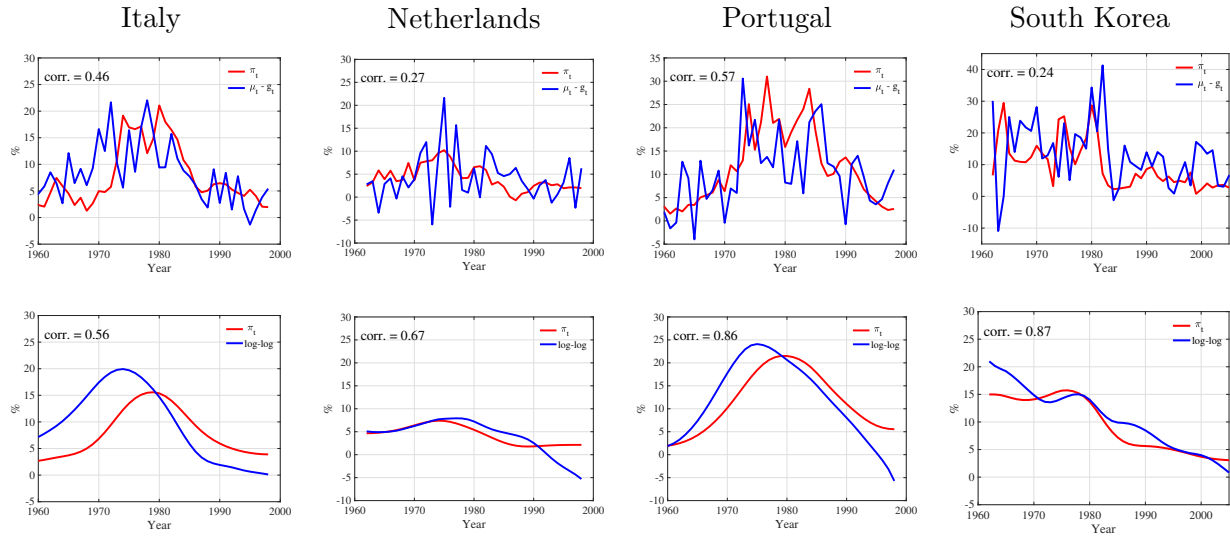 Italy
Netherlands
Portugal
South Korea
30
25
20
15
10
5
0
-5
%
corr. = 0.46
π_t
μ_t - g_t
1960 1970 1980 1990 2000
Year
30
25
20
15
10
5
0
-5
-10
%
corr. = 0.27
π_t
μ_t - g_t
1960 1970 1980 1990 2000
Year
35
30
25
20
15
10
5
0
-5
%
corr. = 0.57
π_t
μ_t - g_t
1960 1970 1980 1990 2000
Year
40
30
20
10
0
-10
%
corr. = 0.24
π_t
μ_t - g_t
1960 1970 1980 1990 2000
Year
30
25
20
15
10
5
0
-5
%
corr. = 0.56
π_t
log-log
1960 1970 1980 1990 2000
Year
30
25
20
15
10
5
0
-5
-10
%
corr. = 0.67
π_t
log-log
1960 1970 1980 1990 2000
Year
30
25
20
15
10
5
0
-5
-10
%
corr. = 0.86
π_t
log-log
1960 1970 1980 1990 2000
Year
30
25
20
15
10
5
0
-5
%
corr. = 0.87
π_t
log-log
1960 1970 1980 1990 2000
Year